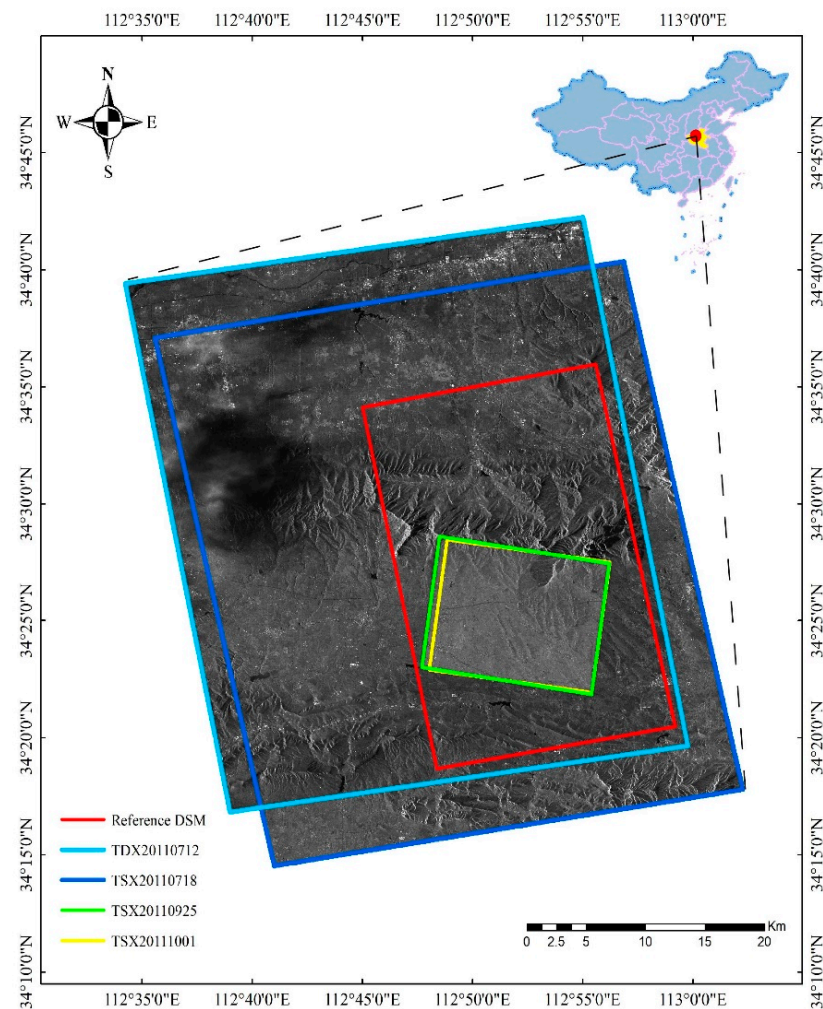 112°35'0"E 112°40'0"E 112°45'0"E 112°50'0"E 112°55'0"E 113°0'0"E
N
W E
S
34°45'0"N 34°45'0"N
34°40'0"N 34°40'0"N
34°35'0"N 34°35'0"N
34°30'0"N 34°30'0"N
34°25'0"N 34°25'0"N
34°20'0"N 34°20'0"N
34°15'0"N 34°15'0"N
34°10'0"N 34°10'0"N
Reference DSM
TDX20110712
TSX20110718
TSX20110925
TSX20111001
Km
0 2.5 5 10 15 20
112°35'0"E 112°40'0"E 112°45'0"E 112°50'0"E 112°55'0"E 113°0'0"E